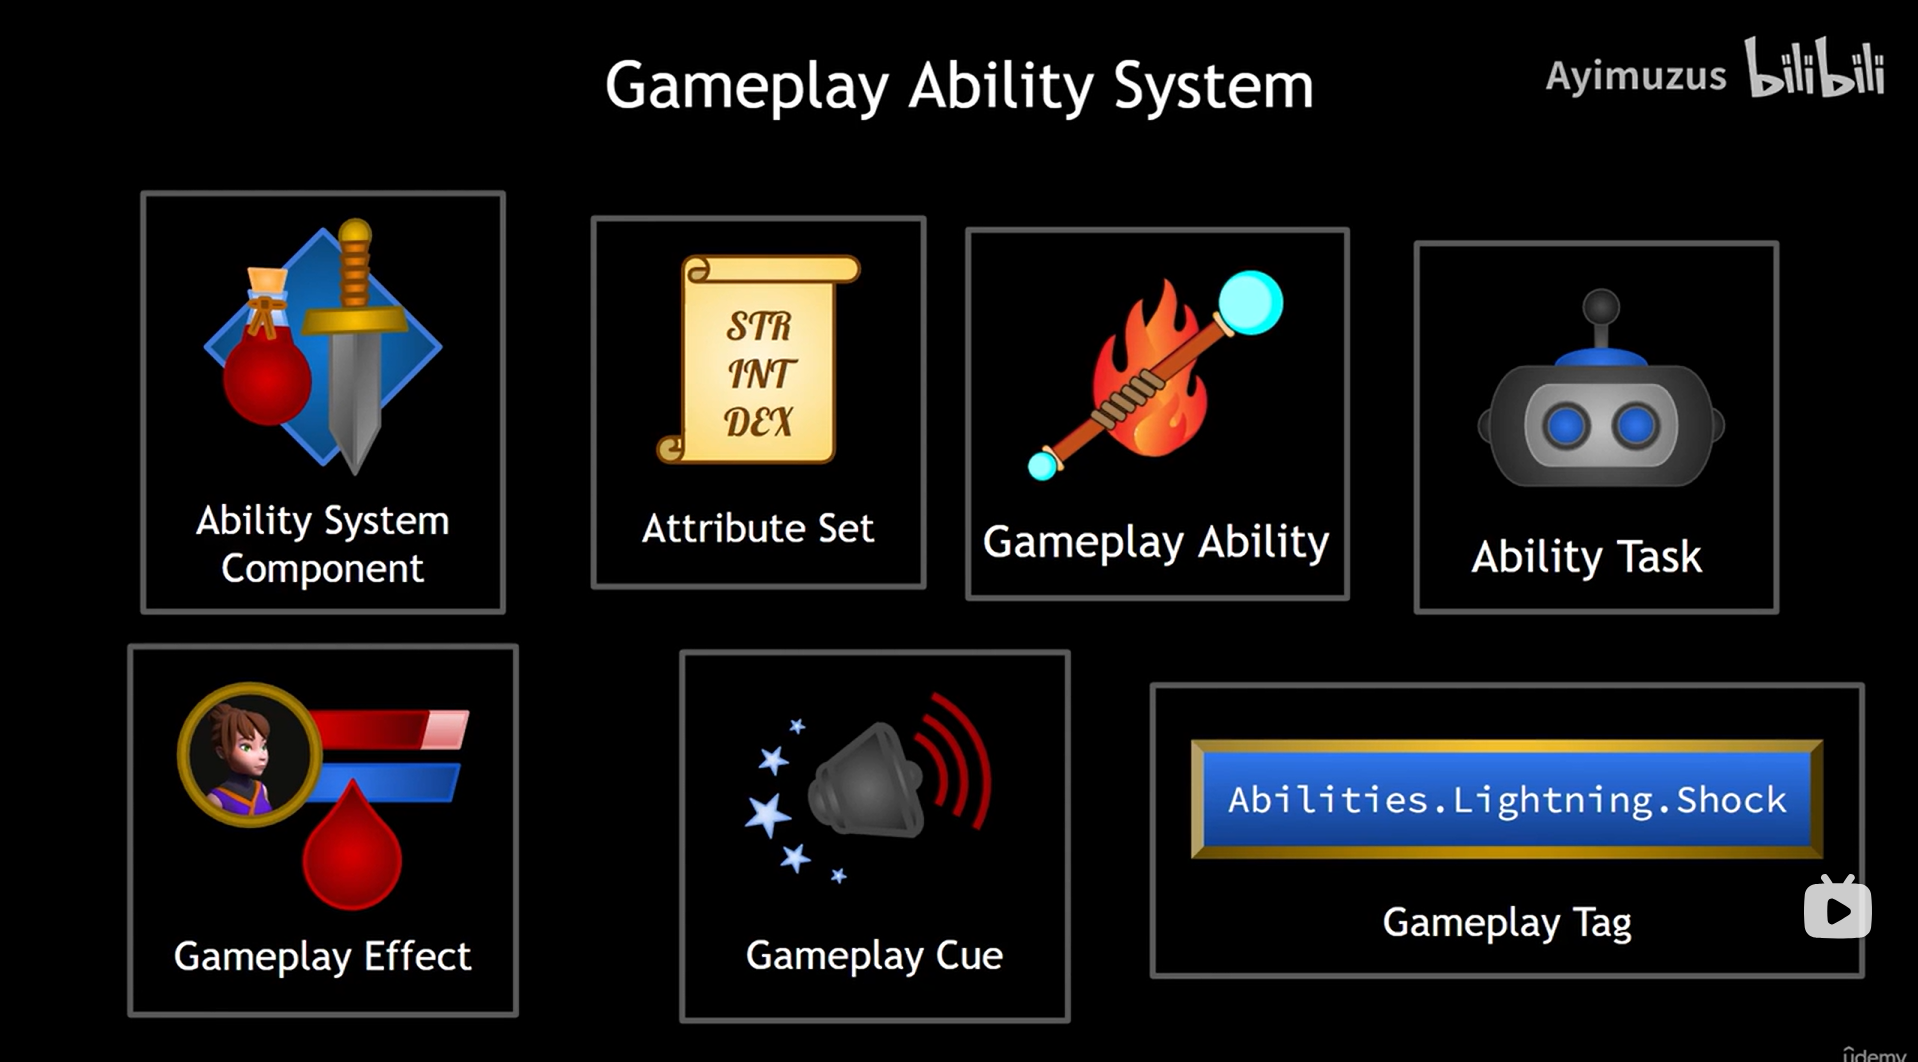 Gameplay Ability System
Ayimuzus bilibili
STR
INT
DEX
Ability System
Component
Attribute Set
Gameplay Ability
Ability Task
Gameplay Effect
Gameplay Cue
Abilities.Lightning.Shock
Gameplay Tag
ûdemy